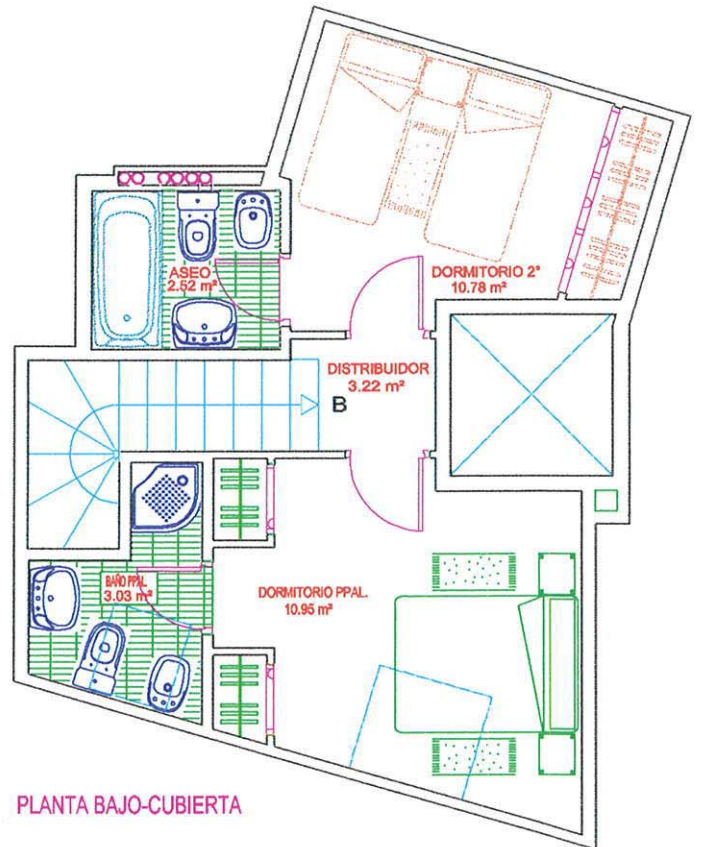 ASEO
2.52 m²
DORMITORIO 2°
10.78 m²
DISTRIBUIDOR
3.22 m²
B
BAÑO PPAL.
3.03 m²
DORMITORIO PPAL.
10.95 m²
PLANTA BAJO-CUBIERTA